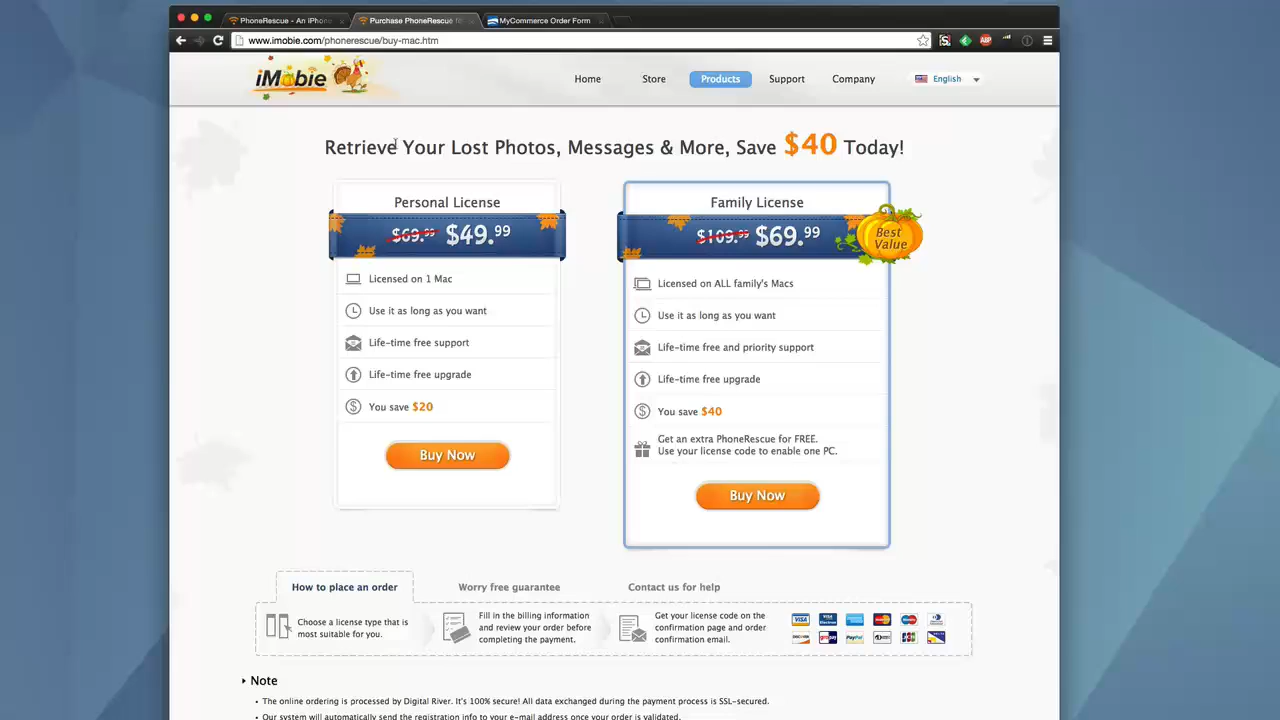 PhoneRescue - An iPhone
Purchase PhoneRescue f
MyCommerce Order Form
www.imobie.com/phonerescue/buy-mac.htm
iMobie
Home
Store
Products
Support
Company
English
Retrieve Your Lost Photos, Messages & More, Save $40 Today!
Personal License
$69.99 $49.99
Licensed on 1 Mac
Use it as long as you want
Life-time free support
Life-time free upgrade
You save $20
Buy Now
Family License
$109.99 $69.99
Best
Value
Licensed on ALL family's Macs
Use it as long as you want
Life-time free and priority support
Life-time free upgrade
You save $40
Get an extra PhoneRescue for FREE.
Use your license code to enable one PC.
Buy Now
How to place an order
Worry free guarantee
Contact us for help
Choose a license type that is
most suitable for you.
Fill in the billing information
and review your order before
completing the payment.
Get your license code on the
confirmation page and order
confirmation email.
VISA
VISA
PayPal
JCB
Note
The online ordering is processed by Digital River. It's 100% secure! All data exchanged during the payment process is SSL-secured.
Our system will automatically send the registration info to your e-mail address once your order is validated.